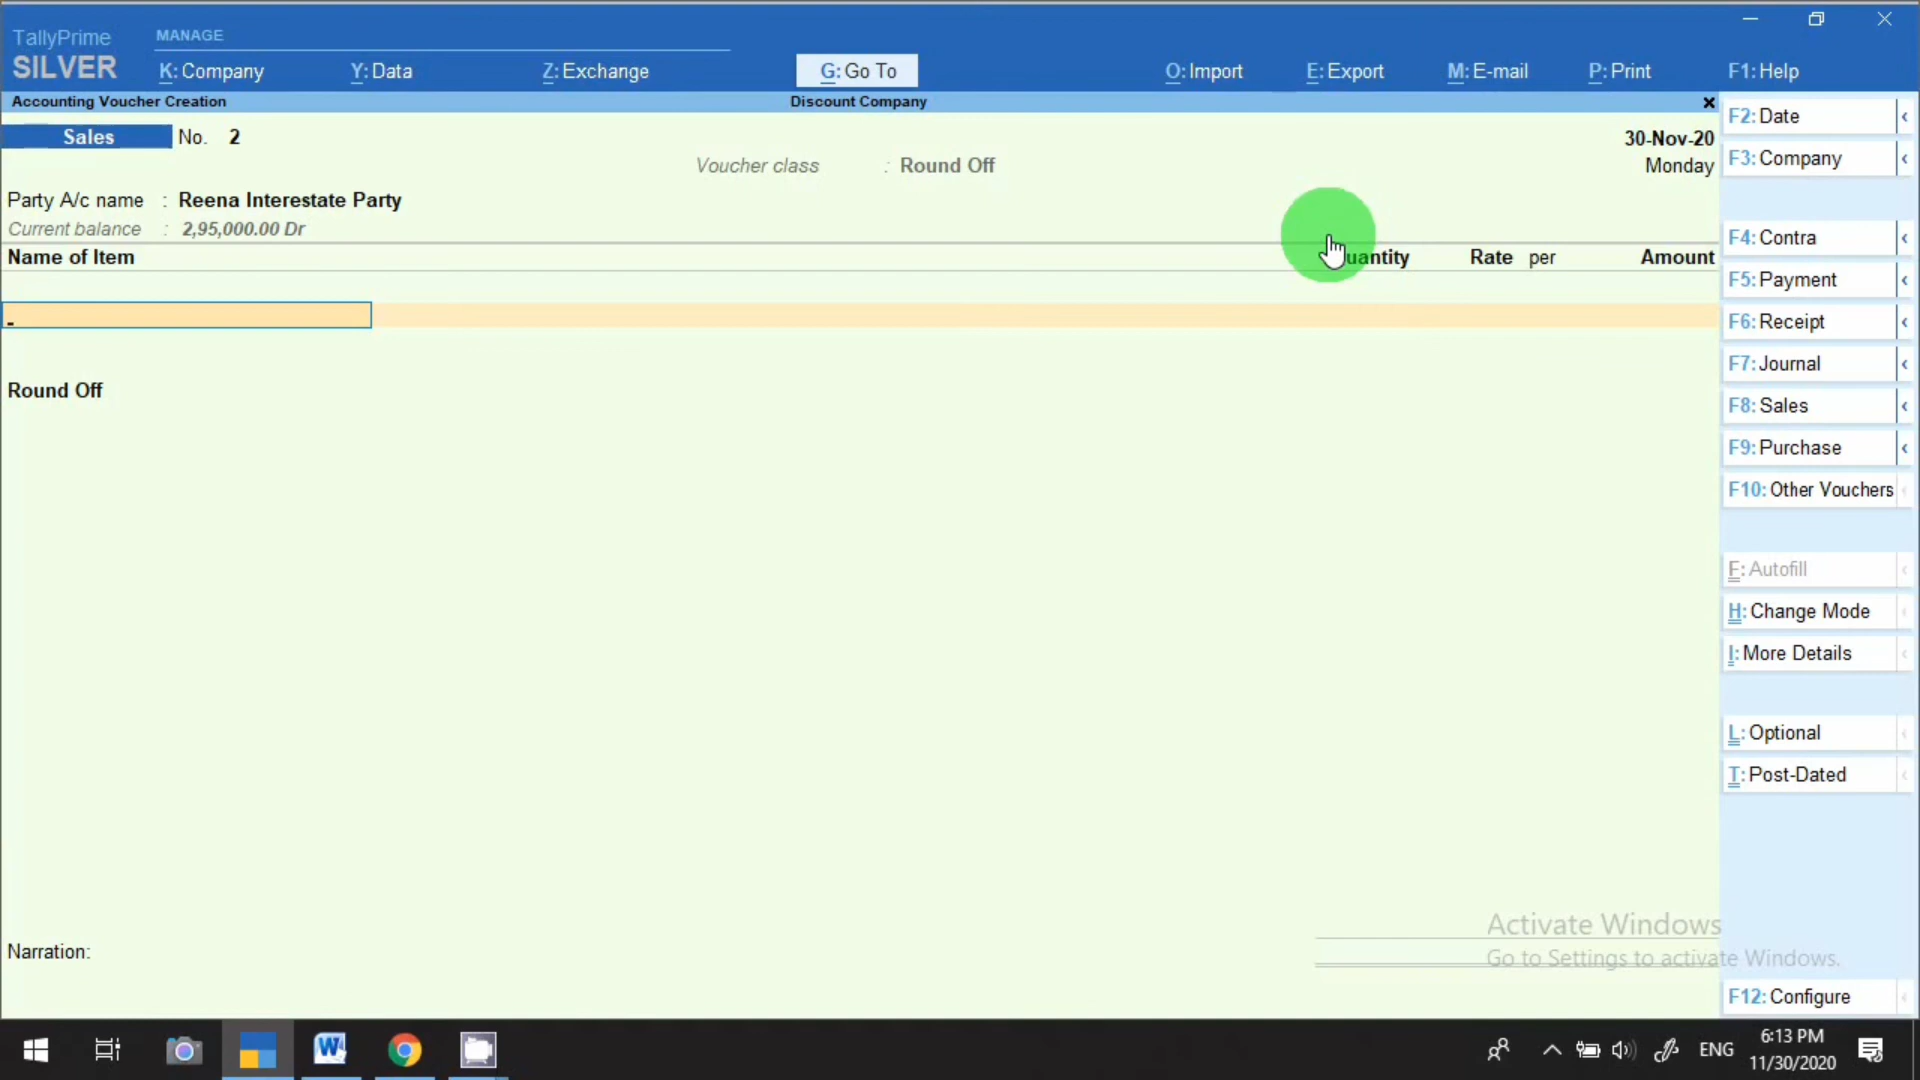 TallyPrime
SILVER
MANAGE
K: Company
Y: Data
Z: Exchange
G: Go To
O: Import
E: Export
M: E-mail
P: Print
F1: Help
Accounting Voucher Creation
Discount Company
Sales No. 2
30-Nov-20
Voucher class : Round Off
Monday
Party A/c name : Reena Interestate Party
Current balance : 2,95,000.00 Dr
Name of Item
uantity Rate per Amount
Round Off
Narration:
F2: Date
F3: Company
F4: Contra
F5: Payment
F6: Receipt
F7: Journal
F8: Sales
F9: Purchase
F10: Other Vouchers
F: Autofill
H: Change Mode
I: More Details
L: Optional
T: Post-Dated
Activate Windows
Go to Settings to activate Windows.
F12: Configure
ENG
6:13 PM
11/30/2020